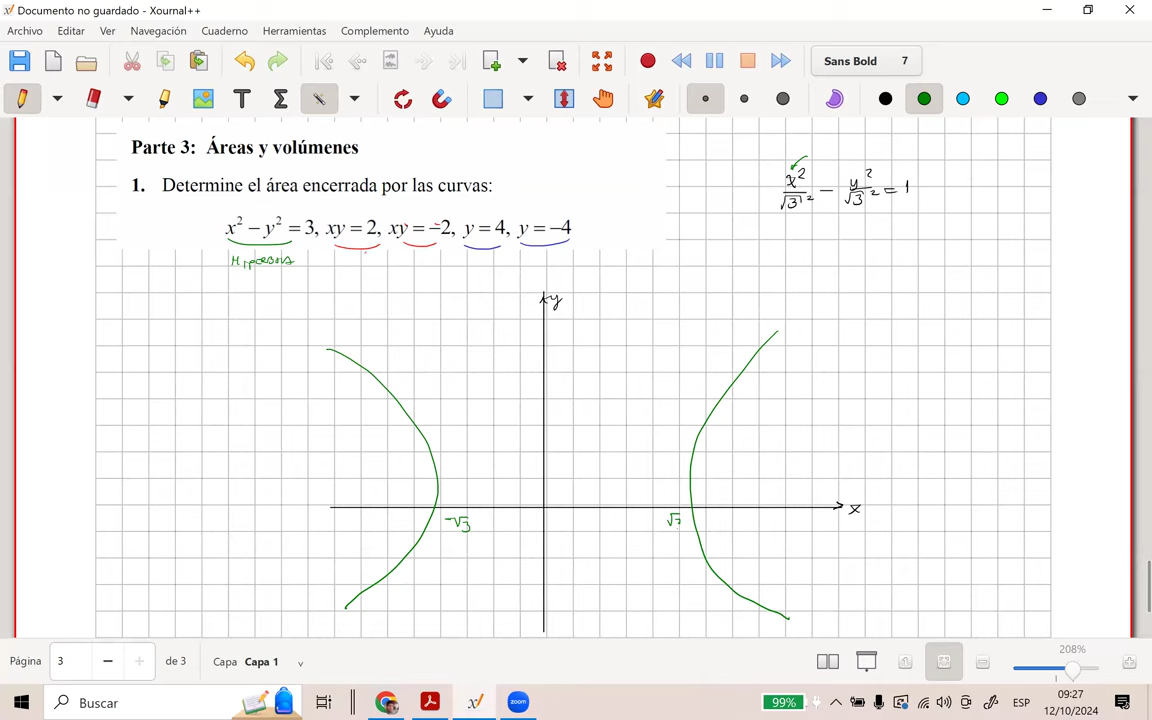 Documento no guardado - Xournal++
Archivo Editar Ver Navegación Cuaderno Herramientas Complemento Ayuda
Sans Bold 7
Parte 3: Áreas y volúmenes
1. Determine el área encerrada por las curvas:
x² − y² = 3, xy = 2, xy = −2, y = 4, y = −4
Hiperbola
x²/√3² − y²/√3² = 1
y
x
-√3
Página 3 de 3 Capa Capa 1
208%
Buscar
99%
ESP
09:27
12/10/2024
zoom